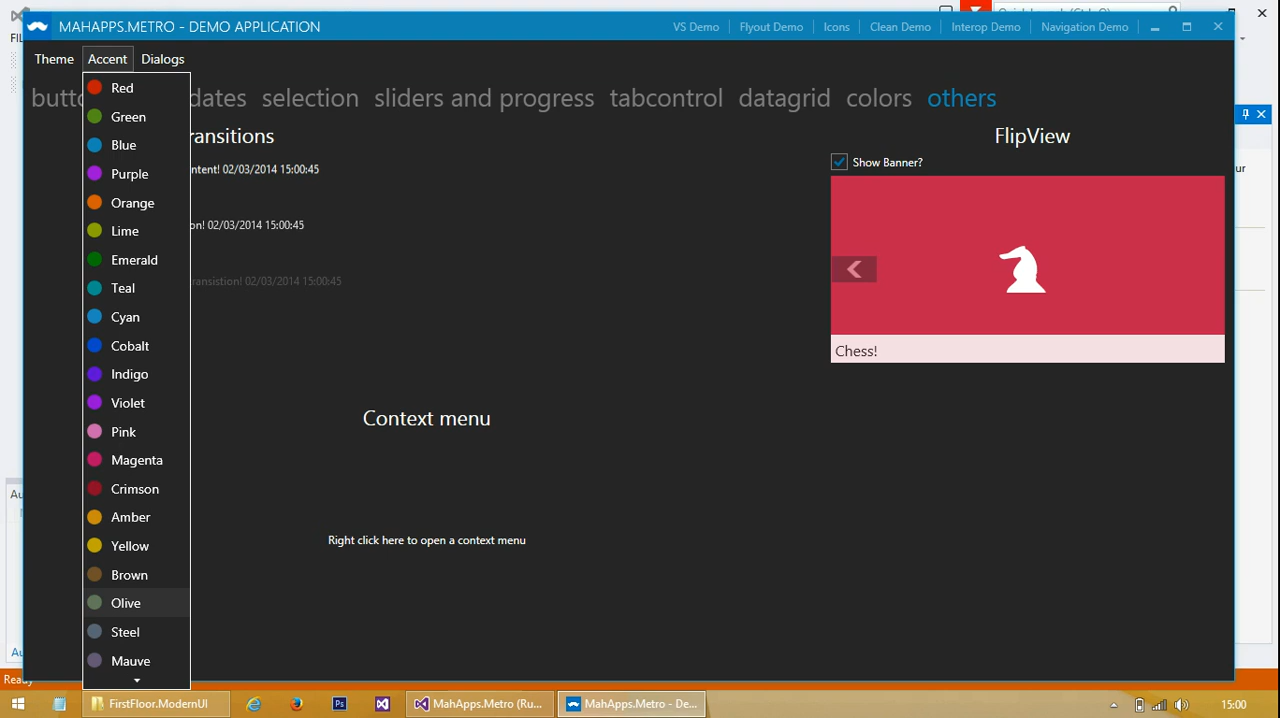 MAHAPPS.METRO - DEMO APPLICATION
VS Demo
Flyout Demo
Icons
Clean Demo
Interop Demo
Navigation Demo
Theme
Accent
Dialogs
dates
selection
sliders and progress
tabcontrol
datagrid
colors
others
Red
Green
Blue
Purple
Orange
Lime
Emerald
Teal
Cyan
Cobalt
Indigo
Violet
Pink
Magenta
Crimson
Amber
Yellow
Brown
Olive
Steel
Mauve
ransitions
ntent! 02/03/2014 15:00:45
on! 02/03/2014 15:00:45
ransistion! 02/03/2014 15:00:45
Context menu
Right click here to open a context menu
FlipView
Show Banner?
Chess!
FirstFloor.ModernUI
Ps
MahApps.Metro (Ru...
MahApps.Metro - De...
15:00